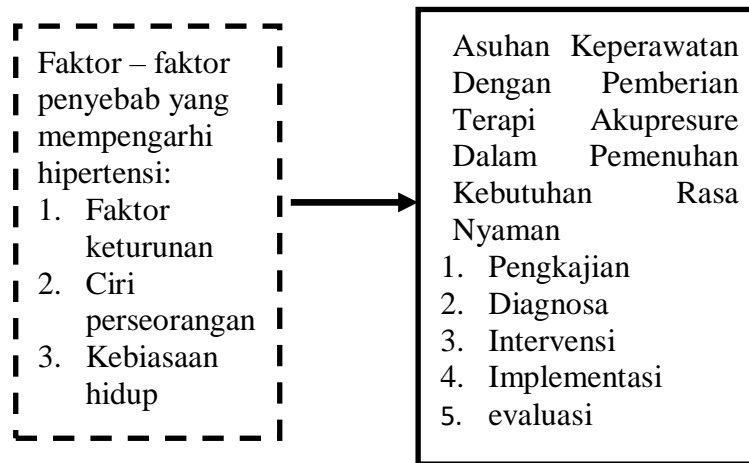 Faktor – faktor
penyebab yang
mempengarhi
hipertensi:
1. Faktor
keturunan
2. Ciri
perseorangan
3. Kebiasaan
hidup
Asuhan Keperawatan
Dengan Pemberian
Terapi Akupresure
Dalam Pemenuhan
Kebutuhan Rasa
Nyaman
1. Pengkajian
2. Diagnosa
3. Intervensi
4. Implementasi
5. evaluasi